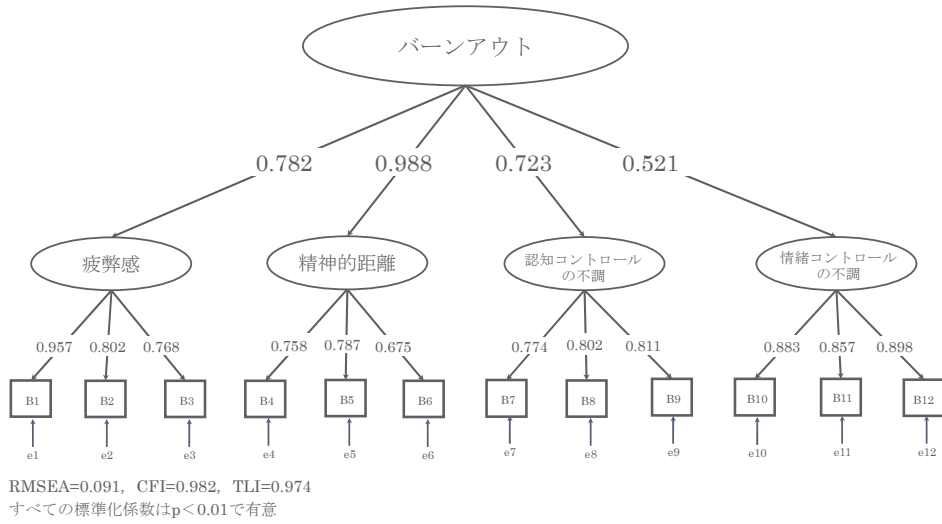 バーンアウト
0.782 0.988 0.723 0.521
疲弊感 精神的距離 認知コントロール
の不調 情緒コントロール
の不調
0.957 0.802 0.768 0.758 0.787 0.675 0.774 0.802 0.811 0.883 0.857 0.898
B1 B2 B3 B4 B5 B6 B7 B8 B9 B10 B11 B12
e1 e2 e3 e4 e5 e6 e7 e8 e9 e10 e11 e12
RMSEA=0.091, CFI=0.982, TLI=0.974
すべての標準化係数はp<0.01で有意